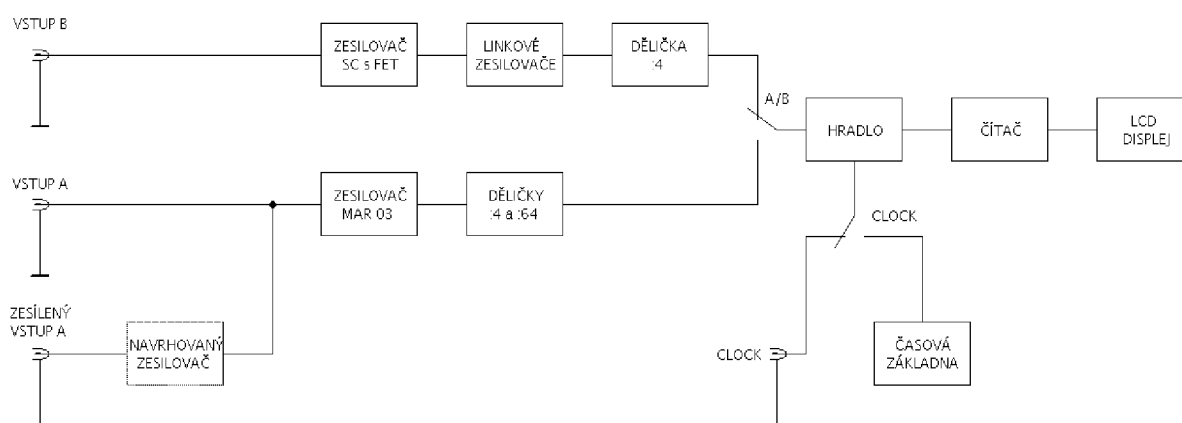 VSTUP B
ZESILOVAČ
SC s FET
LINKOVÉ
ZESILOVAČE
DĚLIČKA
:4
A/B
HRADLO
ČÍTAČ
LCD
DISPLEJ
VSTUP A
ZESILOVAČ
MAR 03
DĚLIČKY
:4 a :64
CLOCK
ZESÍLENÝ
VSTUP A
NAVRHOVANÝ
ZESILOVAČ
CLOCK
ČASOVÁ
ZÁKLADNA